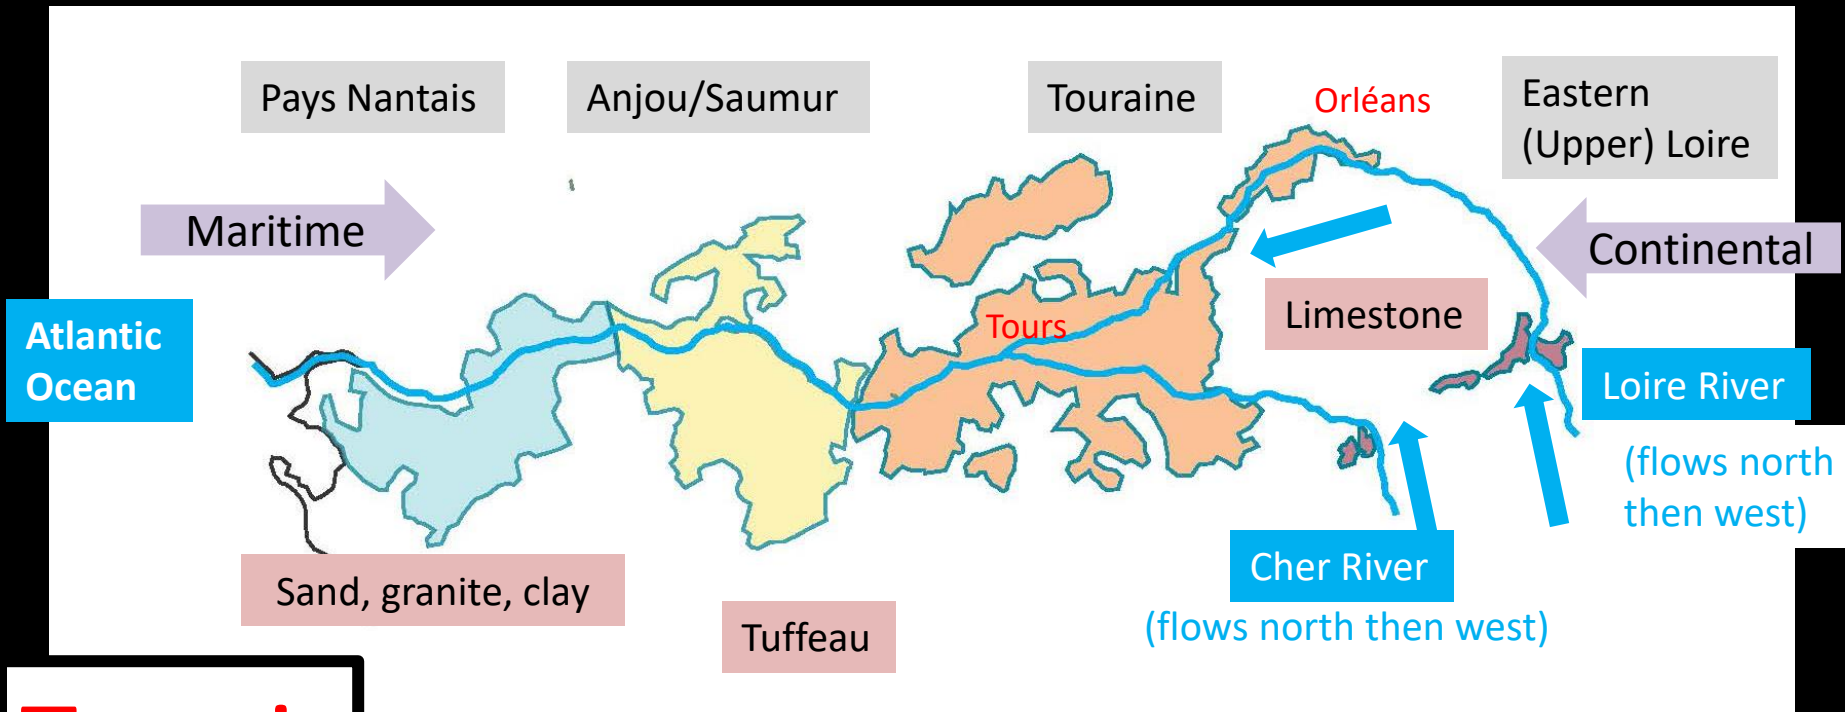 Pays Nantais
Anjou/Saumur
Touraine
Orléans
Eastern
(Upper) Loire
Maritime
Continental
Atlantic
Ocean
Tours
Limestone
Loire River
(flows north
then west)
Cher River
(flows north then west)
Sand, granite, clay
Tuffeau